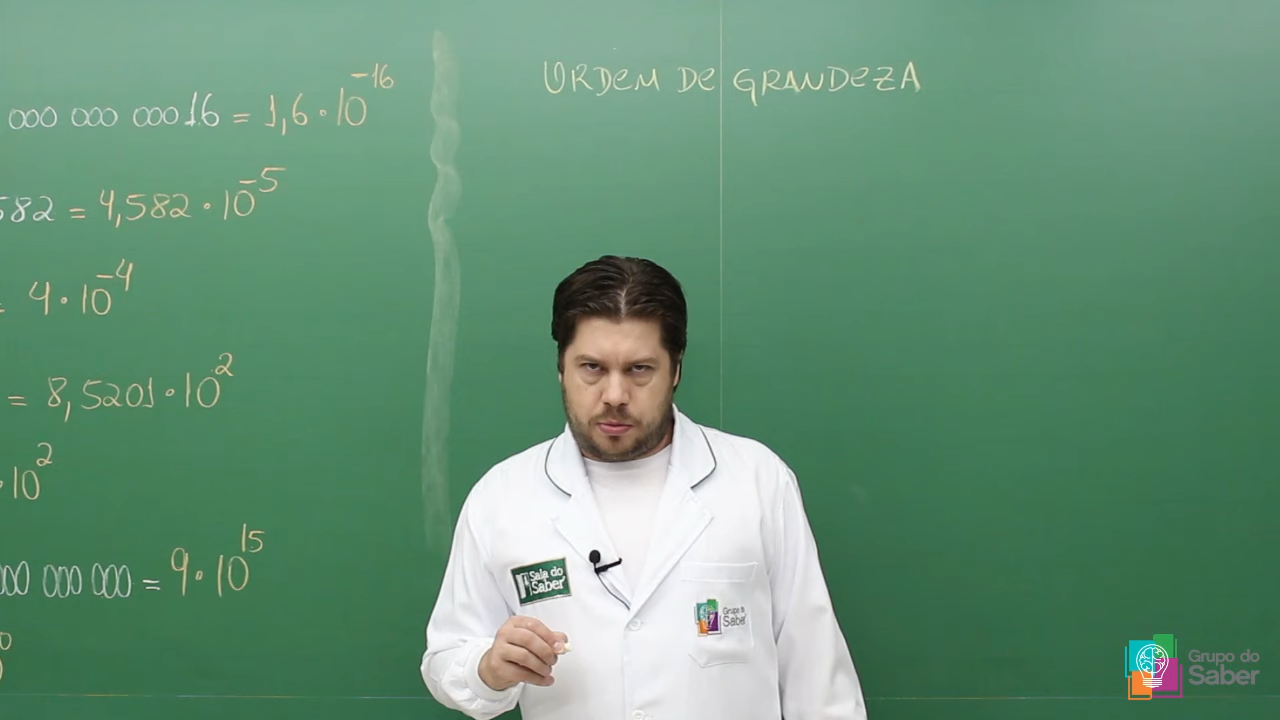 000 000 00016 = 1,6 · 10⁻¹⁶
582 = 4,582 · 10⁻⁵
= 4 · 10⁻⁴
= 8,5201 · 10²
· 10²
000 000 000 = 9 · 10¹⁵
ORDEM DE GRANDEZA
Sala do
Saber
Grupo do
Saber
Grupo do
Saber